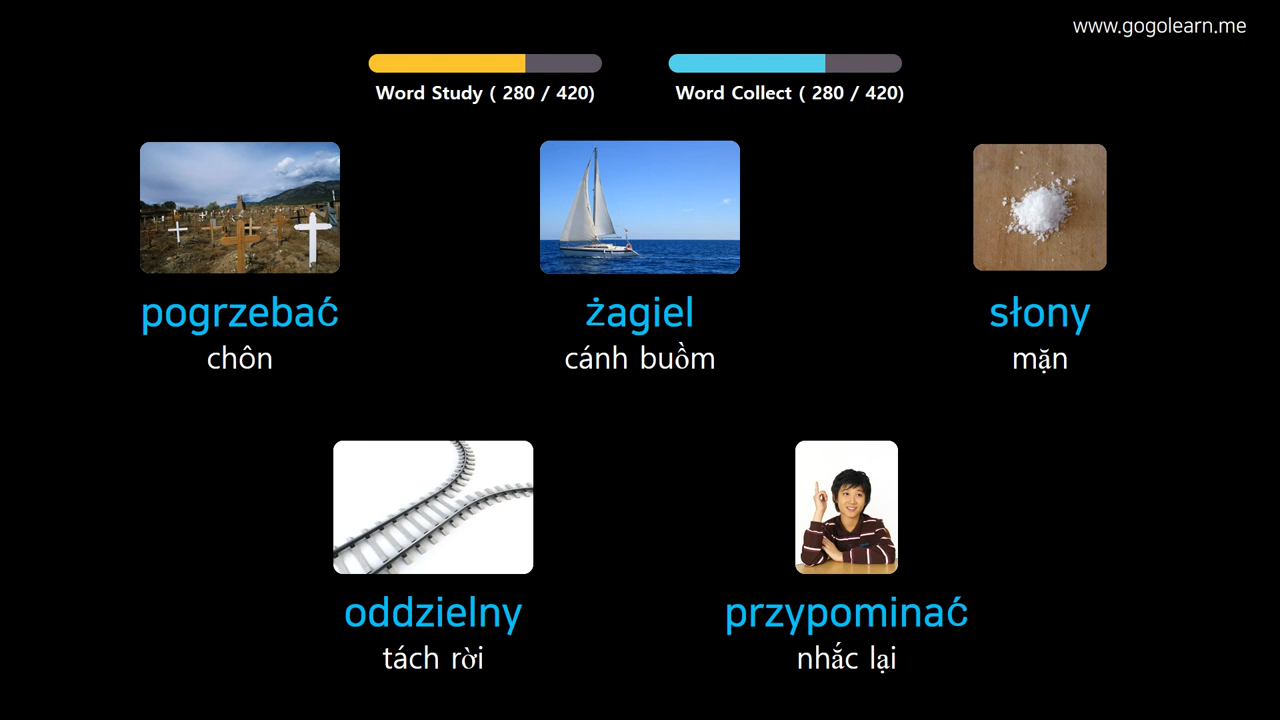 www.gogolearn.me
Word Study ( 280 / 420)
Word Collect ( 280 / 420)
pogrzebać
chôn
żagiel
cánh buồm
słony
mặn
oddzielny
tách rời
przypominać
nhắc lại